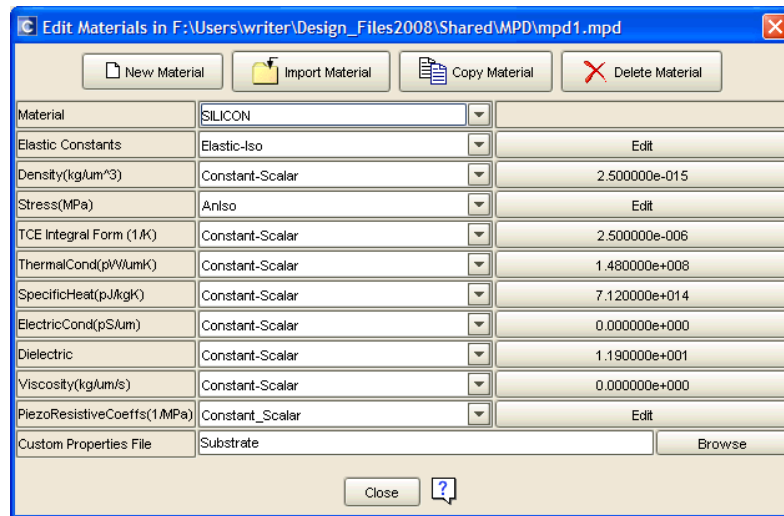 Edit Materials in F:\Users\writer\Design_Files2008\Shared\MPD\mpd1.mpd
New Material Import Material Copy Material Delete Material
Material SILICON
Elastic Constants Elastic-Iso Edit
Density(kg/um^3) Constant-Scalar 2.500000e-015
Stress(MPa) AnIso Edit
TCE Integral Form (1/K) Constant-Scalar 2.500000e-006
ThermalCond(pW/umK) Constant-Scalar 1.480000e+008
SpecificHeat(pJ/kgK) Constant-Scalar 7.120000e+014
ElectricCond(pS/um) Constant-Scalar 0.000000e+000
Dielectric Constant-Scalar 1.190000e+001
Viscosity(kg/um/s) Constant-Scalar 0.000000e+000
PiezoResistiveCoeffs(1/MPa) Constant_Scalar Edit
Custom Properties File Substrate Browse
Close ?